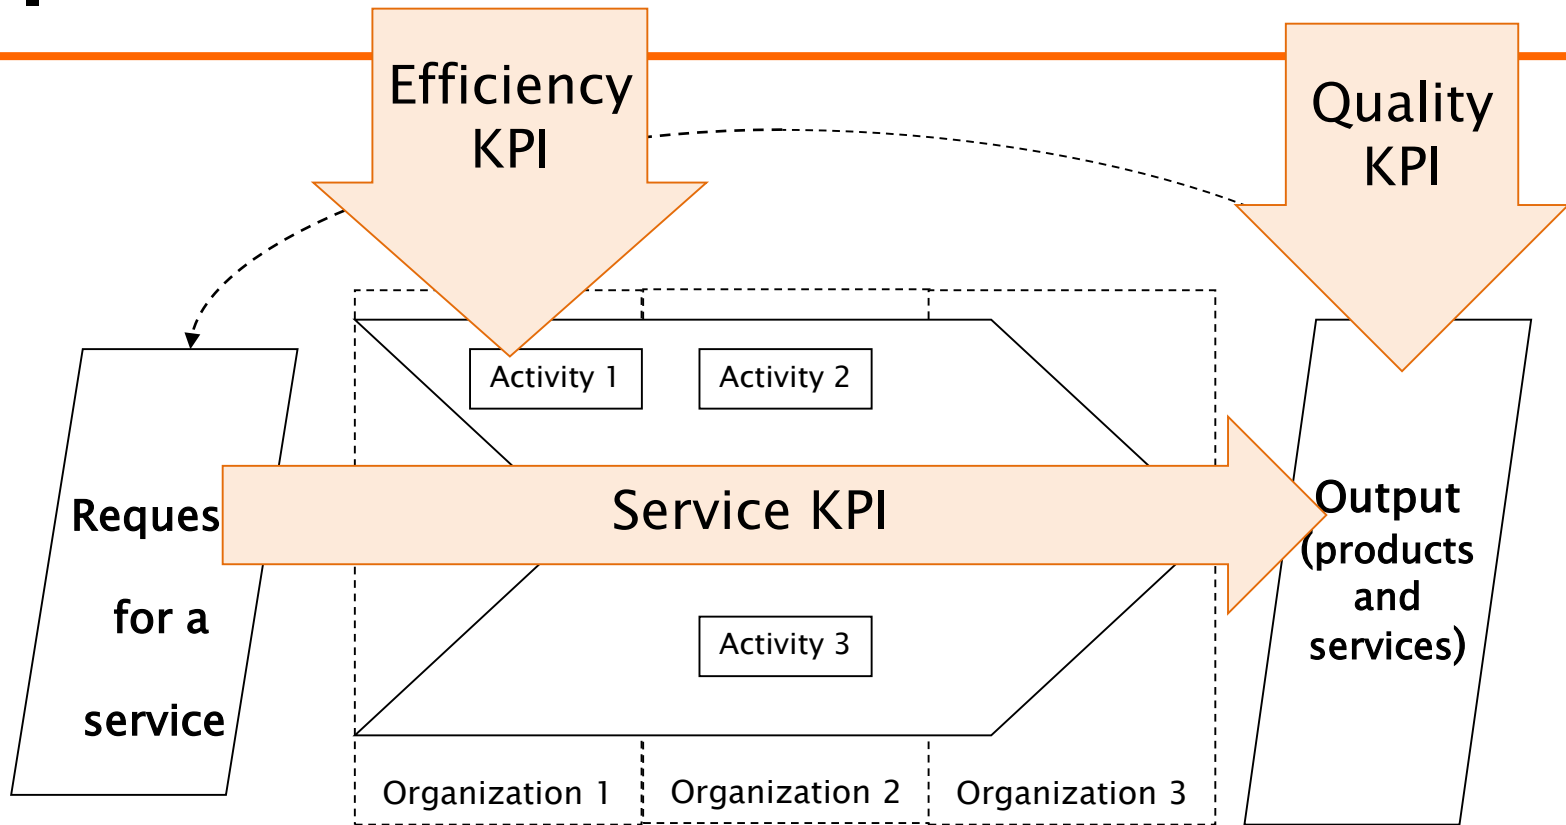 Efficiency
KPI
Quality
KPI
Activity 1
Activity 2
Reques
for a
service
Service KPI
Output
(products
and
services)
Activity 3
Organization 1
Organization 2
Organization 3